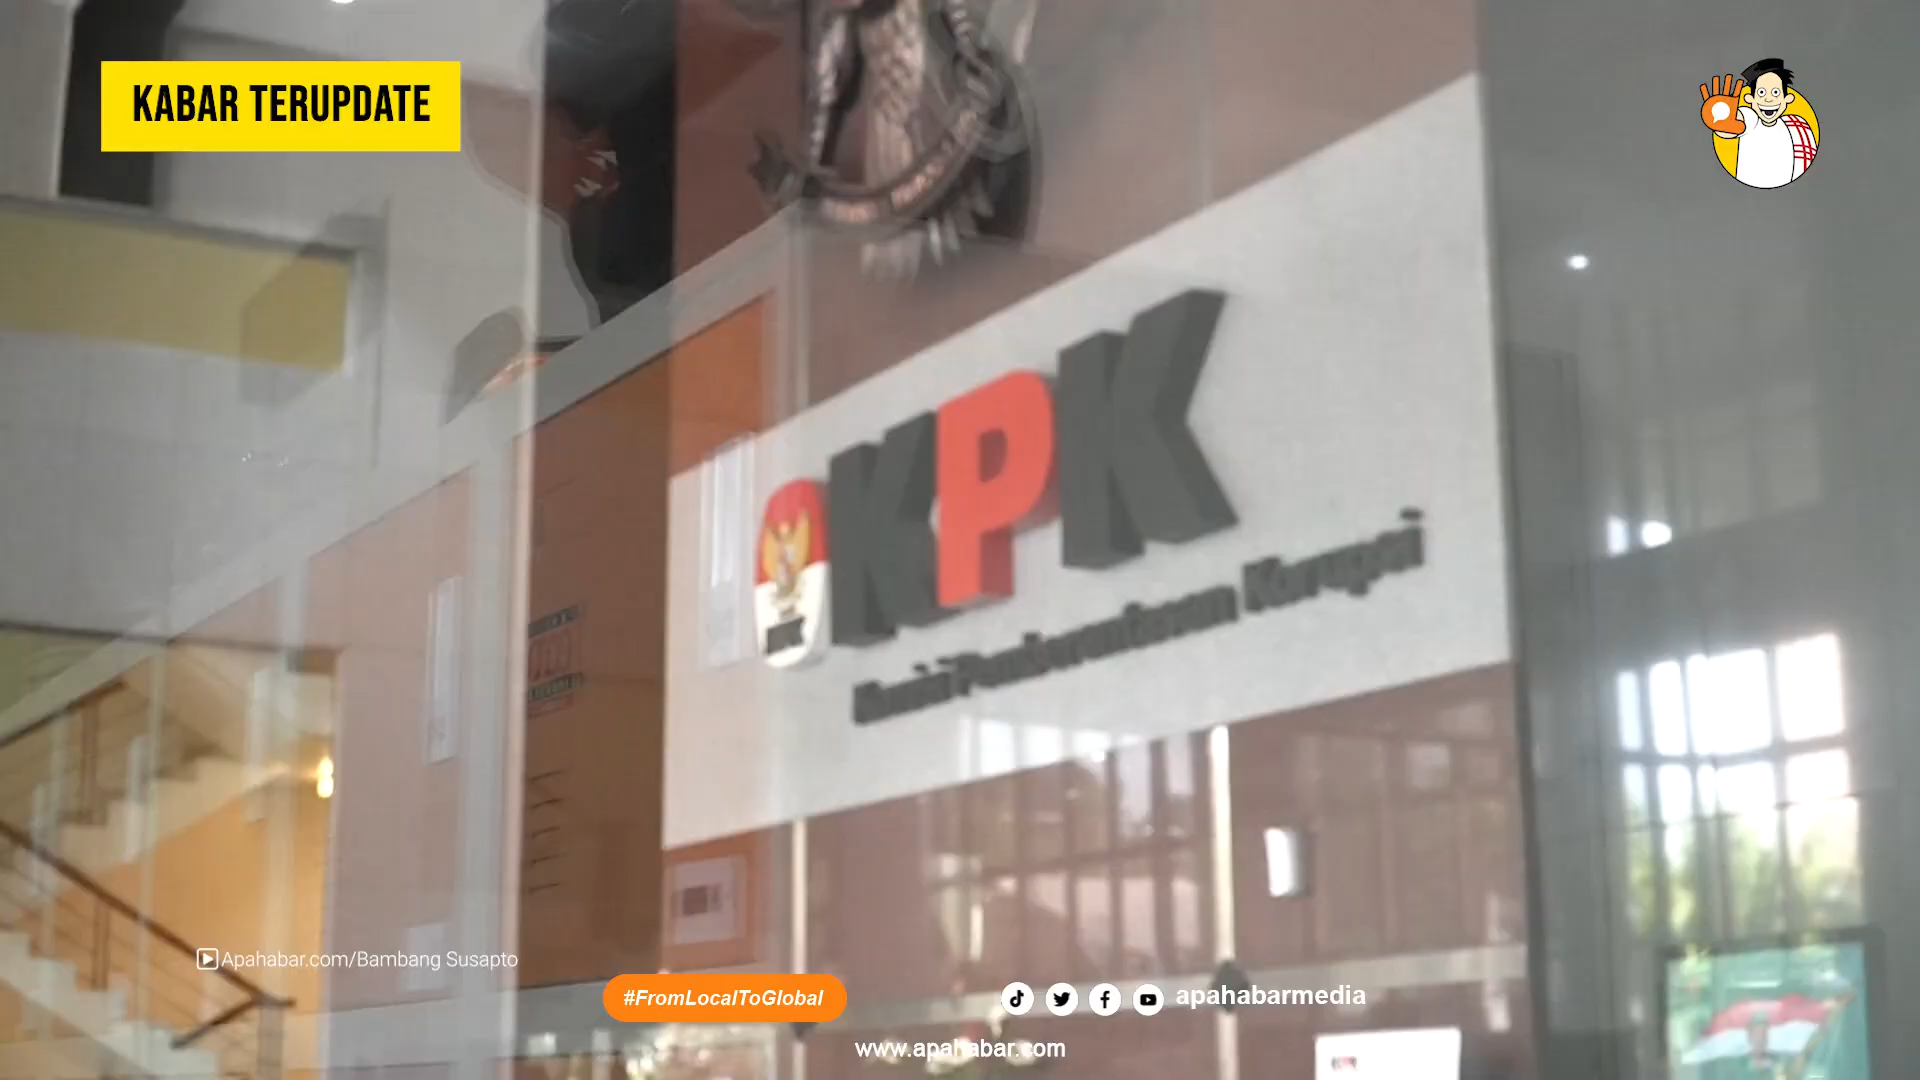 KABAR TERUPDATE
KPK
Komisi Pemberantasan Korupsi
Apahabar.com/Bambang Susapto
#FromLocalToGlobal
apahabarmedia
www.apahabar.com